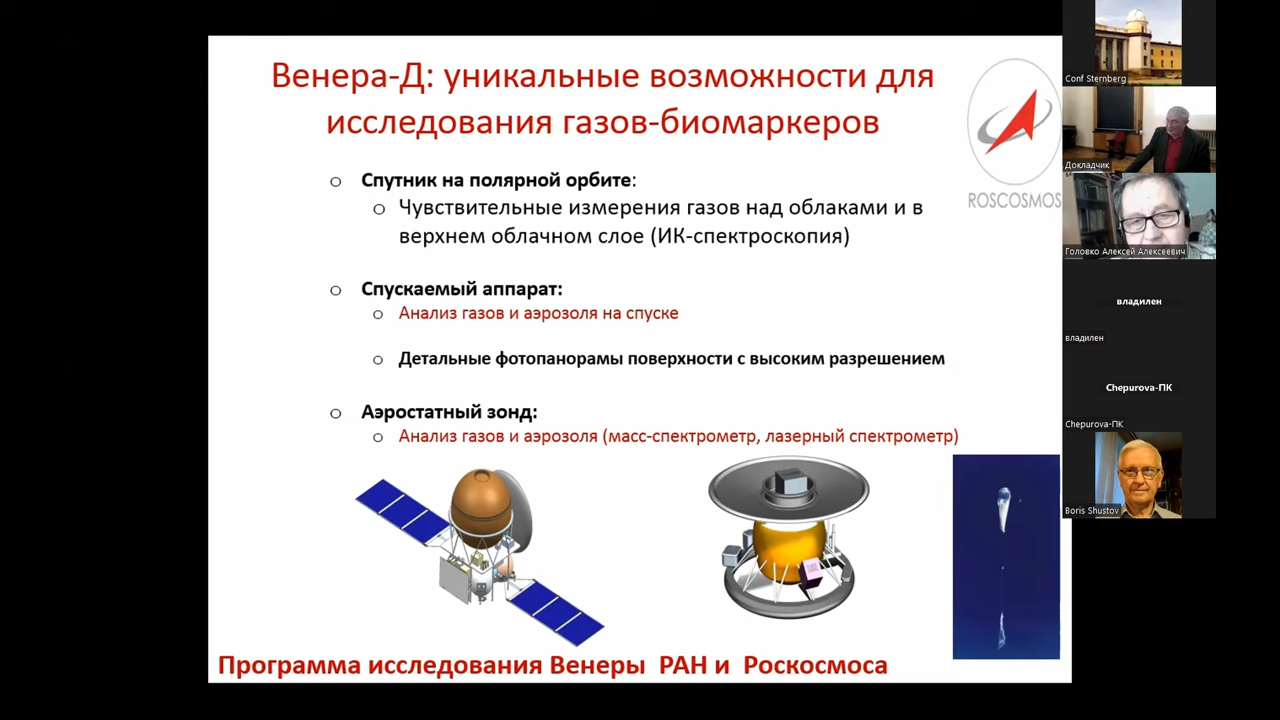 Венера-Д: уникальные возможности для
исследования газов-биомаркеров
ROSCOSMOS
o Спутник на полярной орбите:
o Чувствительные измерения газов над облаками и в
верхнем облачном слое (ИК-спектроскопия)
o Спускаемый аппарат:
o Анализ газов и аэрозоля на спуске
o Детальные фотопанорамы поверхности с высоким разрешением
o Аэростатный зонд:
o Анализ газов и аэрозоля (масс-спектрометр, лазерный спектрометр)
Программа исследования Венеры РАН и Роскосмоса
Conf Sternberg
Докладчик
Головко Алексей Алексеевич
владилен
владилен
Chepurova-ПК
Chepurova-ПК
Boris Shustov